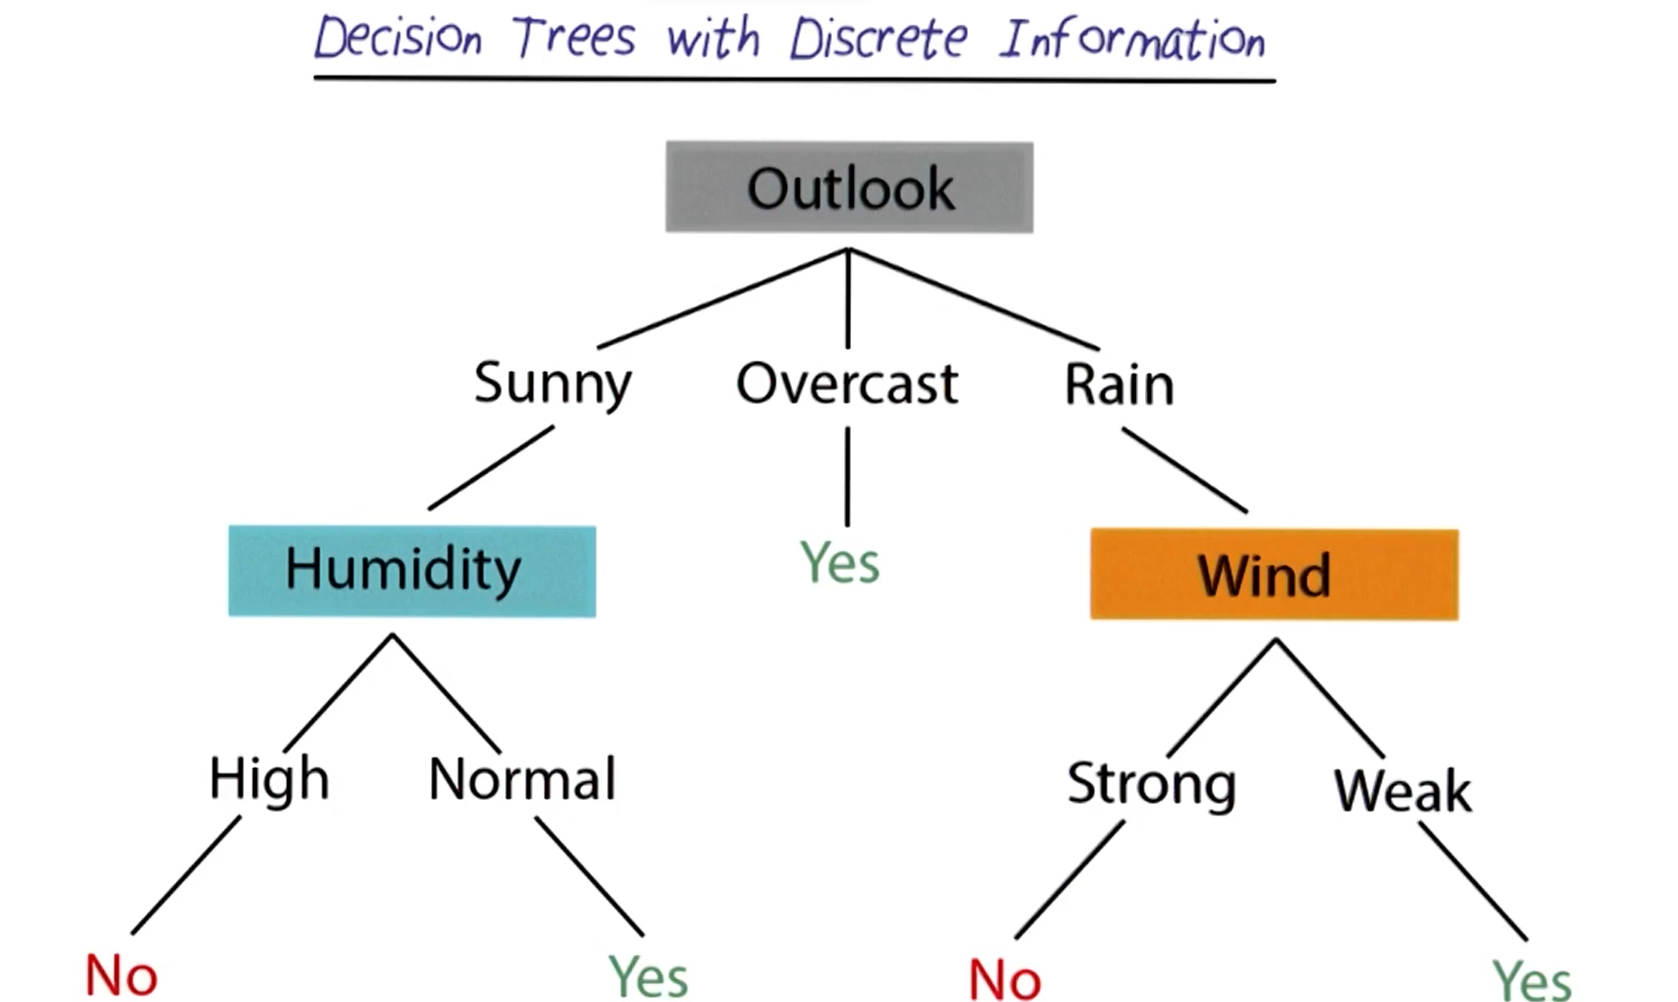 Decision Trees with Discrete Information
Outlook
Sunny Overcast Rain
Humidity Yes Wind
High Normal Strong Weak
No Yes No Yes